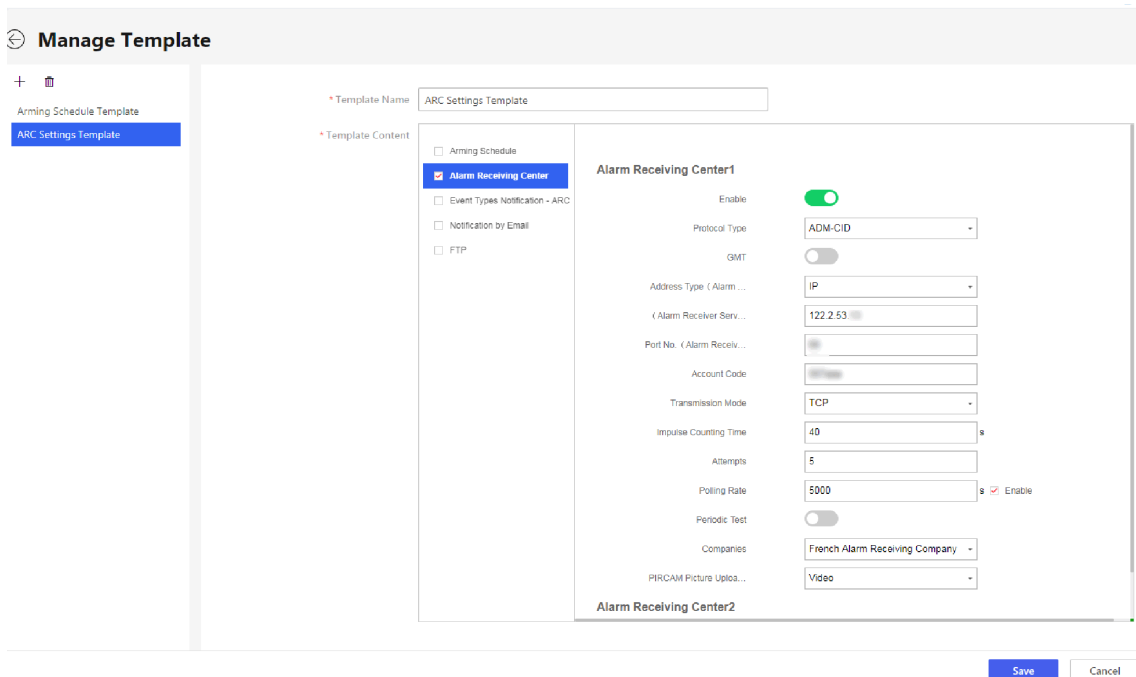 Manage Template
Arming Schedule Template
ARC Settings Template
* Template Name ARC Settings Template
* Template Content
Arming Schedule
Alarm Receiving Center
Event Types Notification - ARC
Notification by Email
FTP
Alarm Receiving Center1
Enable
Protocol Type ADM-CID
GMT
Address Type ( Alarm ... IP
( Alarm Receiver Serv... 122.2.53
Port No. ( Alarm Receiv...
Account Code
Transmission Mode TCP
Impulse Counting Time 40 s
Attempts 5
Polling Rate 5000 s Enable
Periodic Test
Companies French Alarm Receiving Company
PIRCAM Picture Uploa... Video
Alarm Receiving Center2
Save Cancel